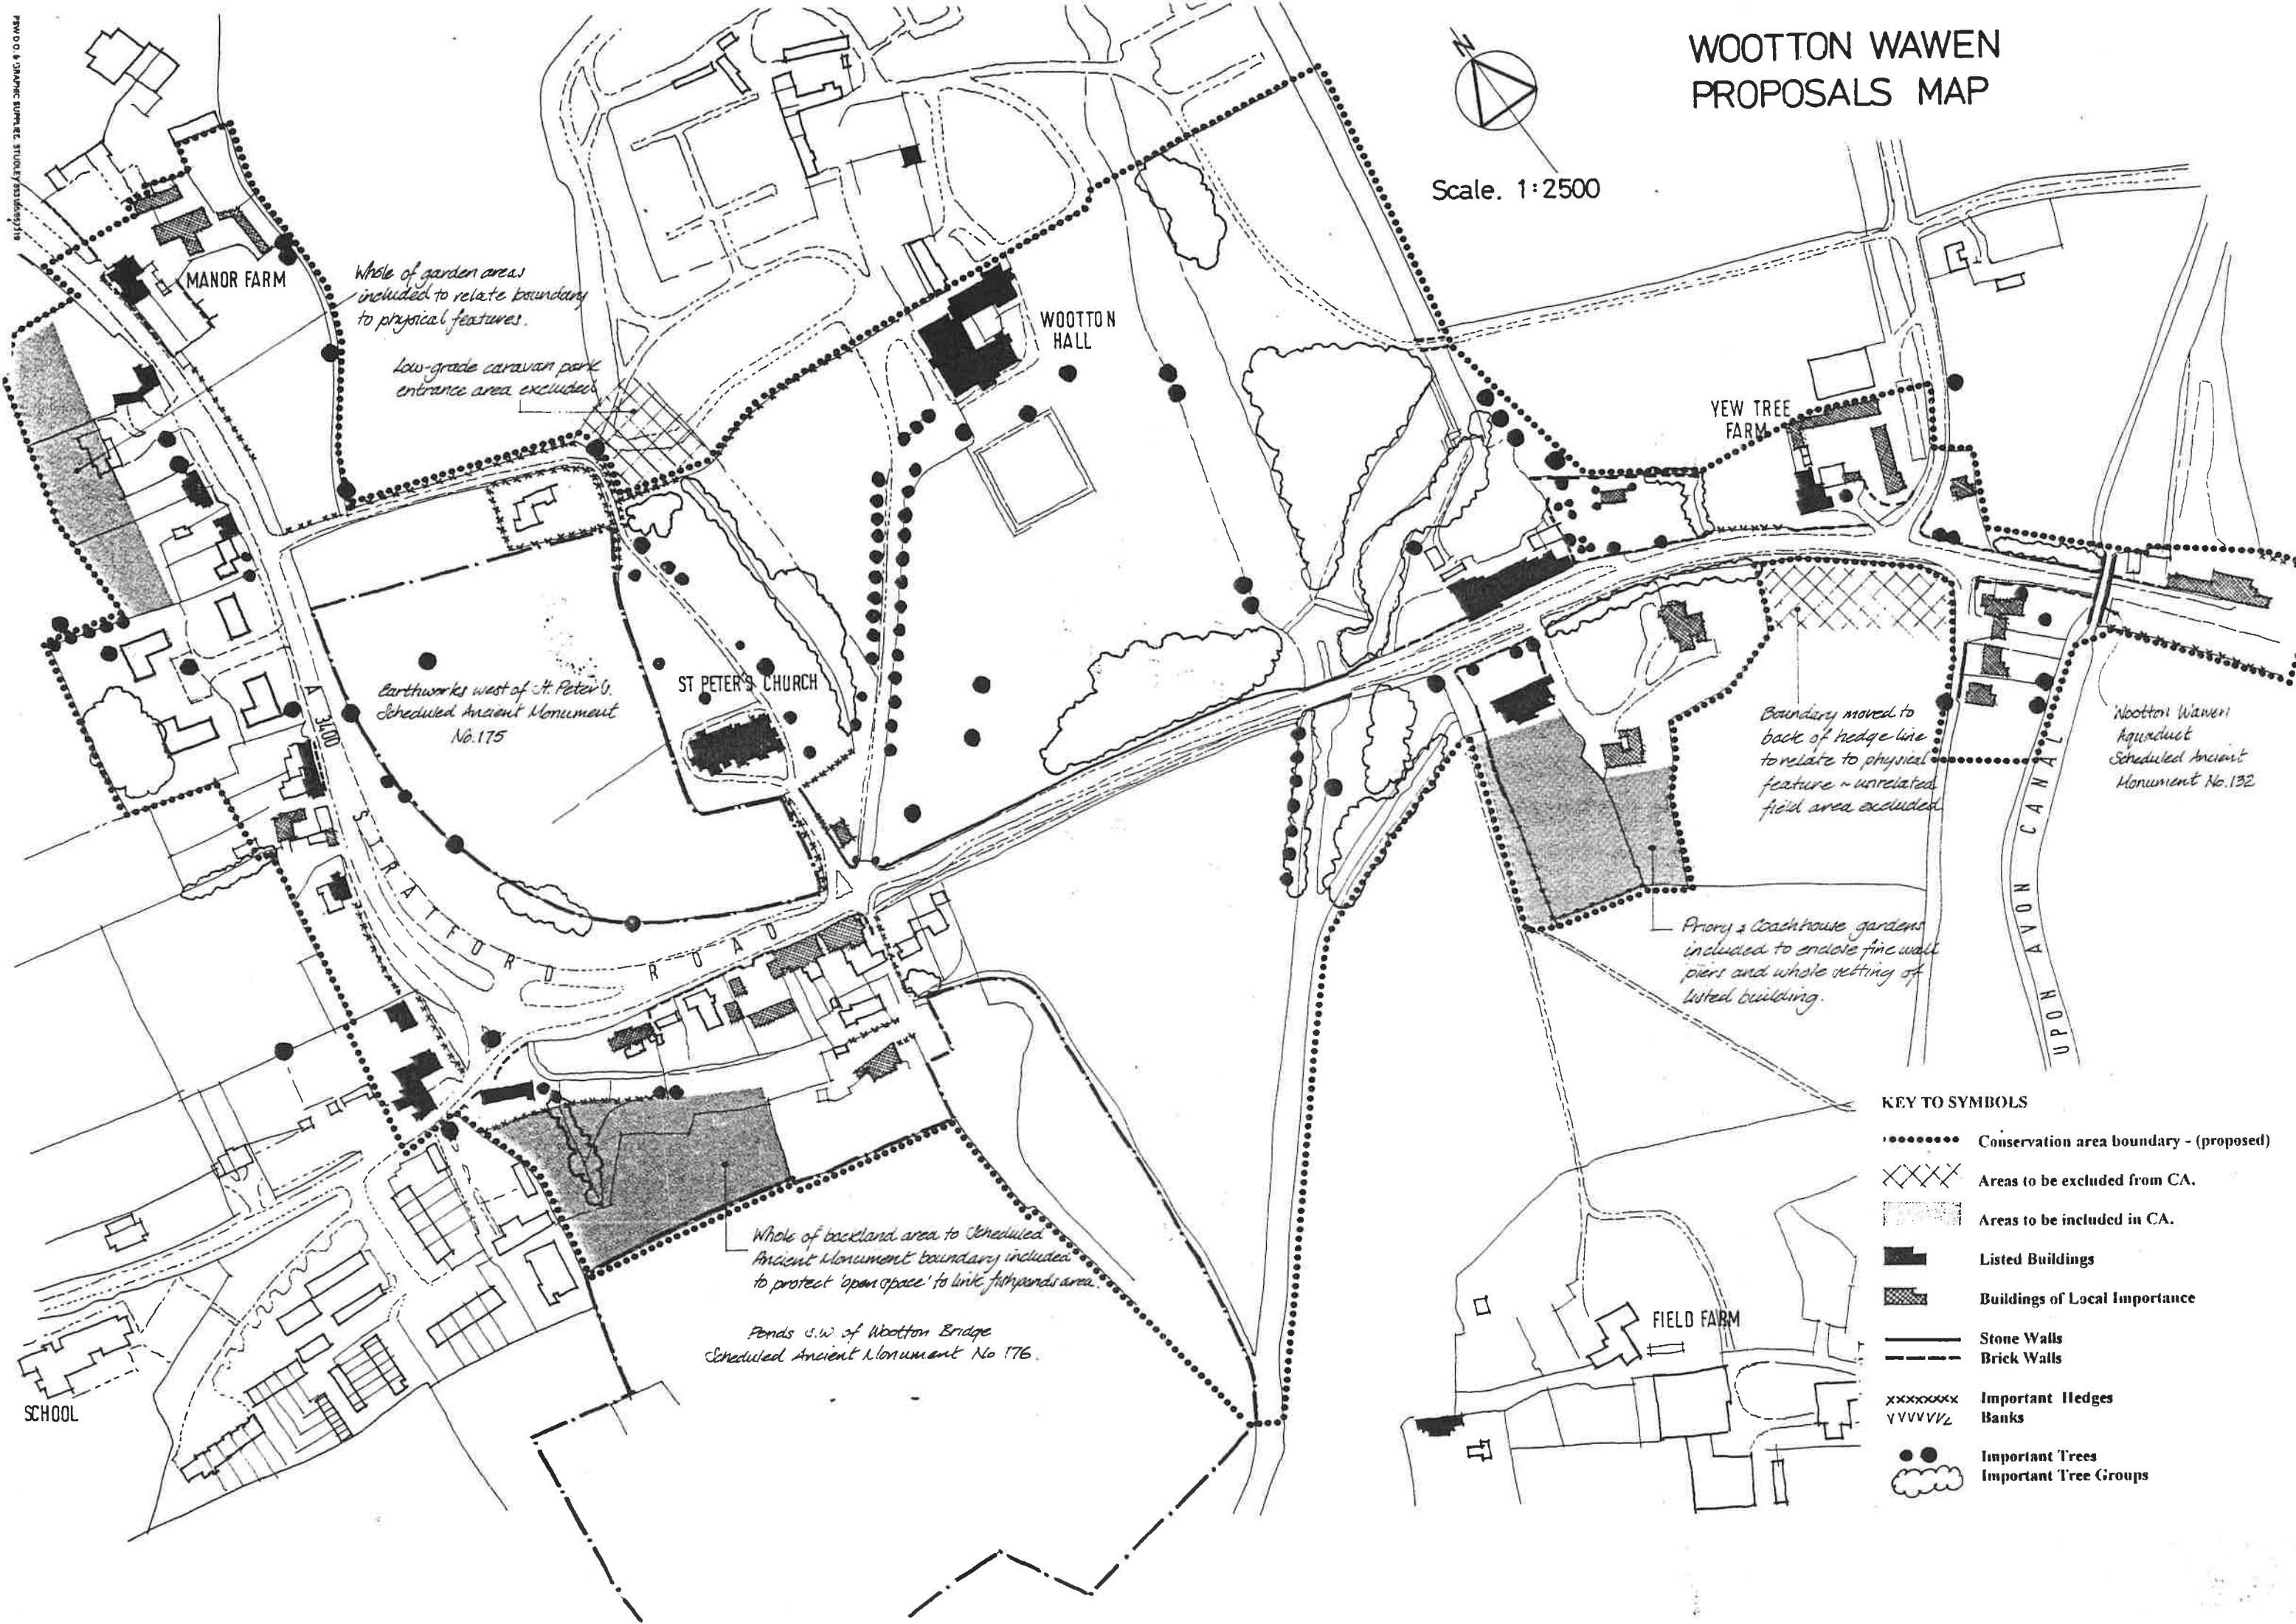 WOOTTON WAWEN
PROPOSALS MAP
N
Scale. 1:2500
MANOR FARM
Whole of garden areas
included to relate boundary
to physical features.
Low-grade caravan park
entrance area excluded
WOOTTON
HALL
YEW TREE
FARM
Earthworks west of St. Peter's.
Scheduled Ancient Monument
No.175
ST PETER'S CHURCH
A 3400
STRATFORD ROAD
Boundary moved to
back of hedge line
to relate to physical
feature ~ unrelated
field area excluded
Wootton Wawen
Aquaduct
Scheduled Ancient
Monument No.132
UPON AVON CANAL
Priory & Coachhouse gardens
included to enclose fine wall
piers and whole setting of
listed building.
Whole of backland area to Scheduled
Ancient Monument boundary included
to protect 'open space' to link fishponds area.
Ponds s.w. of Wootton Bridge
Scheduled Ancient Monument No 176.
SCHOOL
FIELD FARM
KEY TO SYMBOLS
Conservation area boundary - (proposed)
Areas to be excluded from CA.
Areas to be included in CA.
Listed Buildings
Buildings of Local Importance
Stone Walls
Brick Walls
Important Hedges
Banks
Important Trees
Important Tree Groups